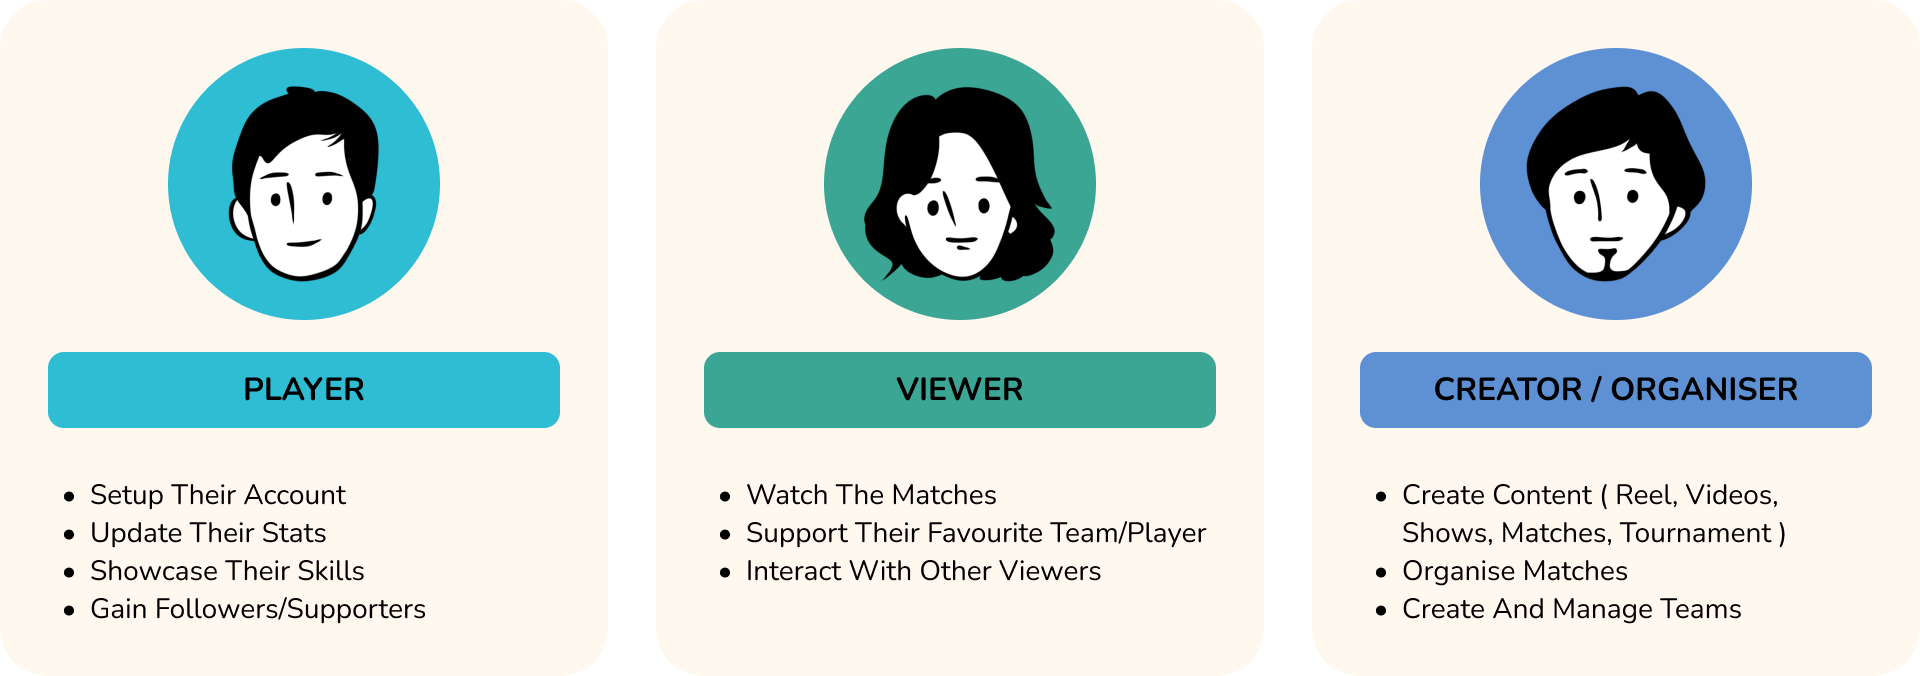 PLAYER
• Setup Their Account
• Update Their Stats
• Showcase Their Skills
• Gain Followers/Supporters
VIEWER
• Watch The Matches
• Support Their Favourite Team/Player
• Interact With Other Viewers
CREATOR / ORGANISER
• Create Content ( Reel, Videos,
Shows, Matches, Tournament )
• Organise Matches
• Create And Manage Teams